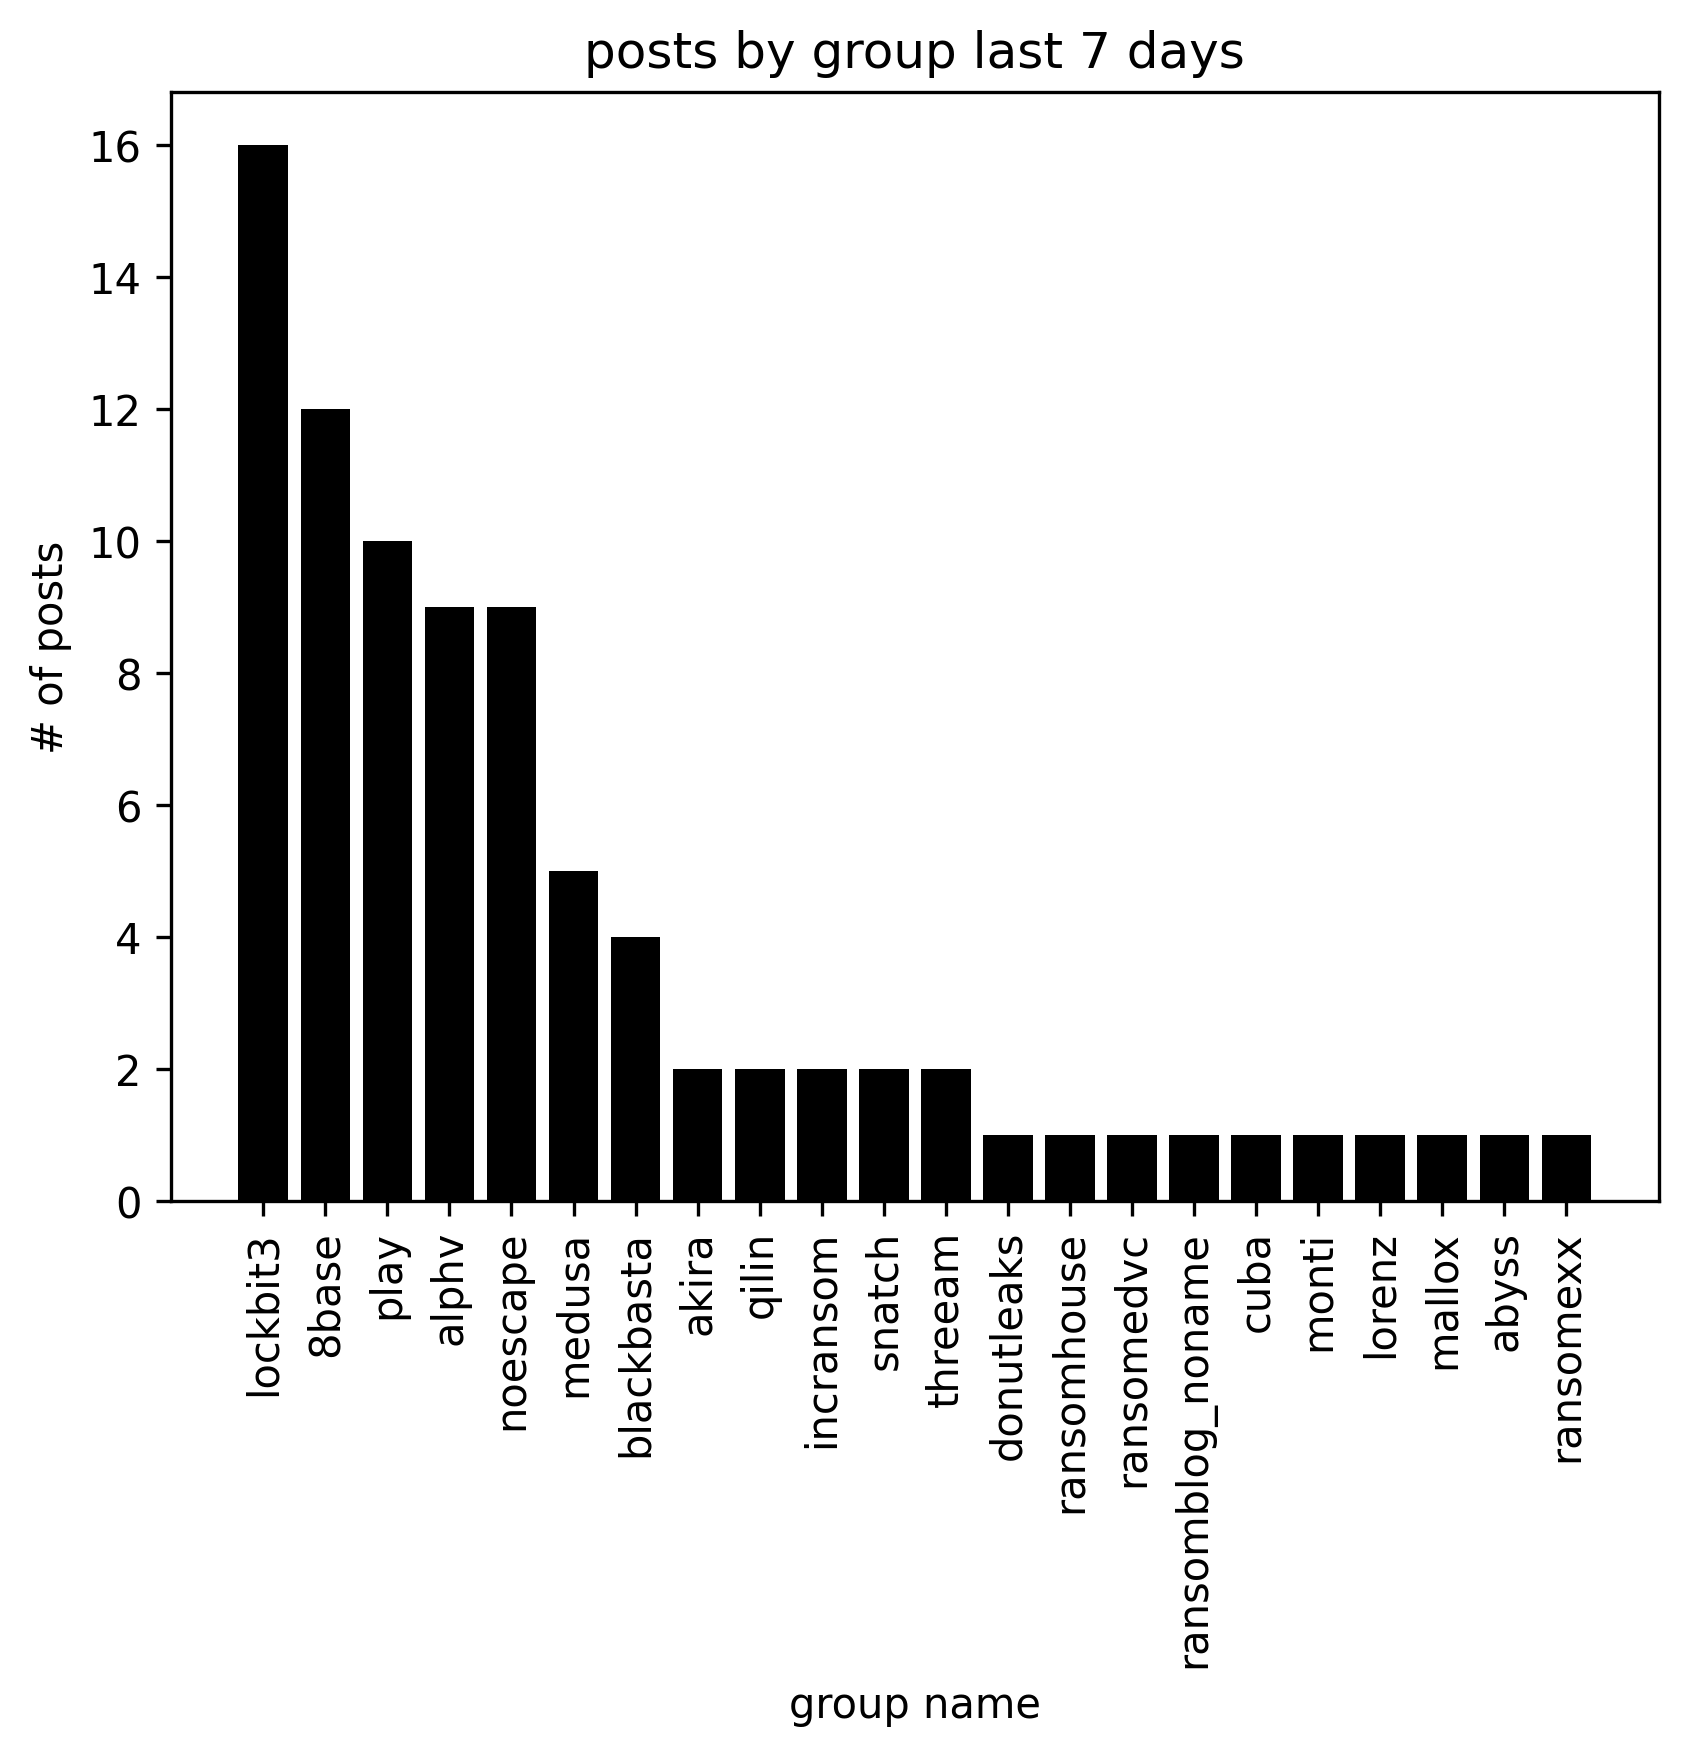 posts by group last 7 days
16
14
12
10
8
6
4
2
0
# of posts
lockbit3
8base
play
alphv
noescape
medusa
blackbasta
akira
qilin
incransom
snatch
threeam
donutleaks
ransomhouse
ransomedvc
ransomblog_noname
cuba
monti
lorenz
mallox
abyss
ransomexx
group name